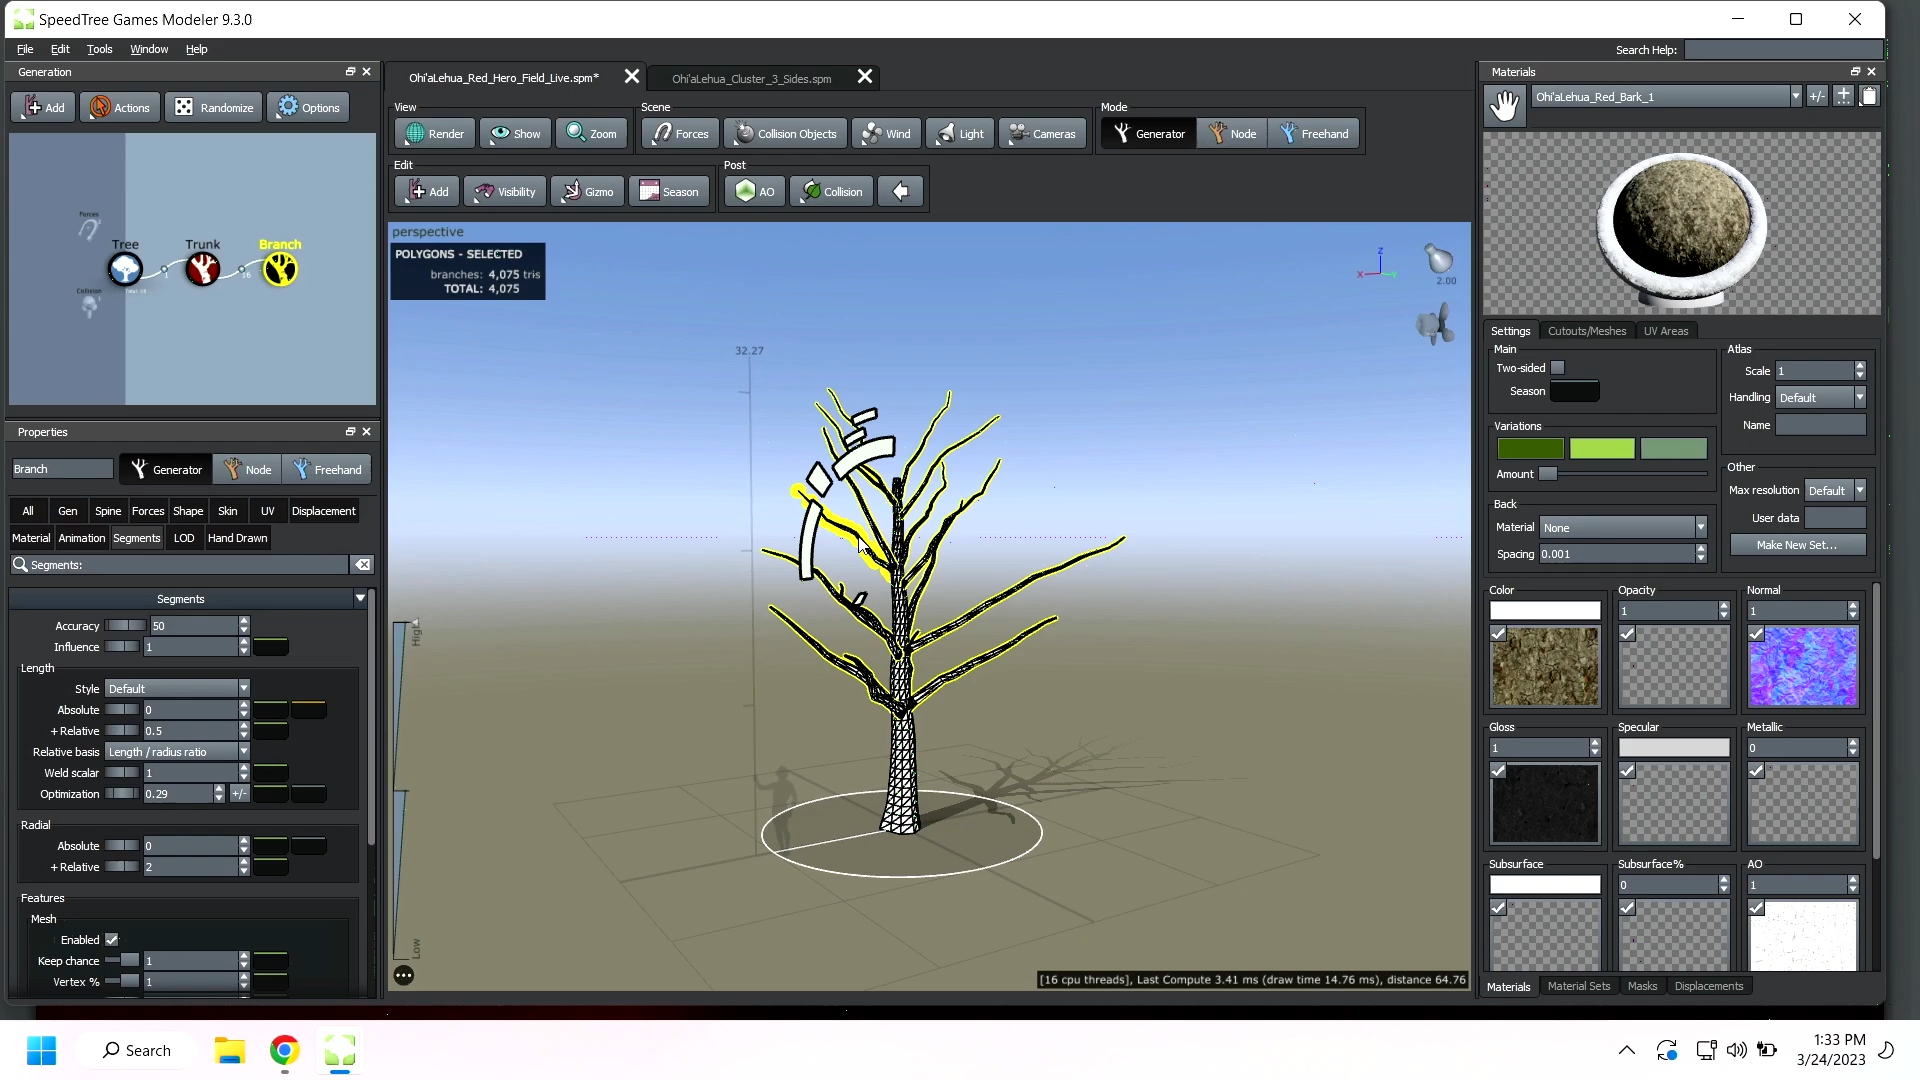 SpeedTree Games Modeler 9.3.0
File Edit Tools Window Help
Search Help:
Generation
Add Actions Randomize Options
Forces
Tree Trunk Branch
1 16
Collision
Properties
Branch Generator Node Freehand
All Gen Spine Forces Shape Skin UV Displacement
Material Animation Segments LOD Hand Drawn
Segments:
Segments
Accuracy 50
Influence 1
Length
Style Default
Absolute 0
+ Relative 0.5
Relative basis Length / radius ratio
Weld scalar 1
Optimization 0.29 +/-
Radial
Absolute 0
+ Relative 2
Features
Mesh
Enabled
Keep chance 1
Vertex % 1
Ohi'aLehua_Red_Hero_Field_Live.spm* Ohi'aLehua_Cluster_3_Sides.spm
View Scene Mode
Render Show Zoom Forces Collision Objects Wind Light Cameras Generator Node Freehand
Edit Post
Add Visibility Gizmo Season AO Collision
perspective
POLYGONS - SELECTED
branches: 4,075 tris
TOTAL: 4,075
Z
X Y
2.00
32.27
High
Low
[16 cpu threads], Last Compute 3.41 ms (draw time 14.76 ms), distance 64.76
Materials
Ohi'aLehua_Red_Bark_1 +/-
Settings Cutouts/Meshes UV Areas
Main
Two-sided
Season
Atlas
Scale 1
Handling Default
Name
Variations
Amount
Other
Max resolution Default
User data
Make New Set...
Back
Material None
Spacing 0.001
Color Opacity Normal
1 1
Gloss Specular Metallic
1 0
Subsurface Subsurface% AO
0 1
Materials Material Sets Masks Displacements
Search
1:33 PM
3/24/2023